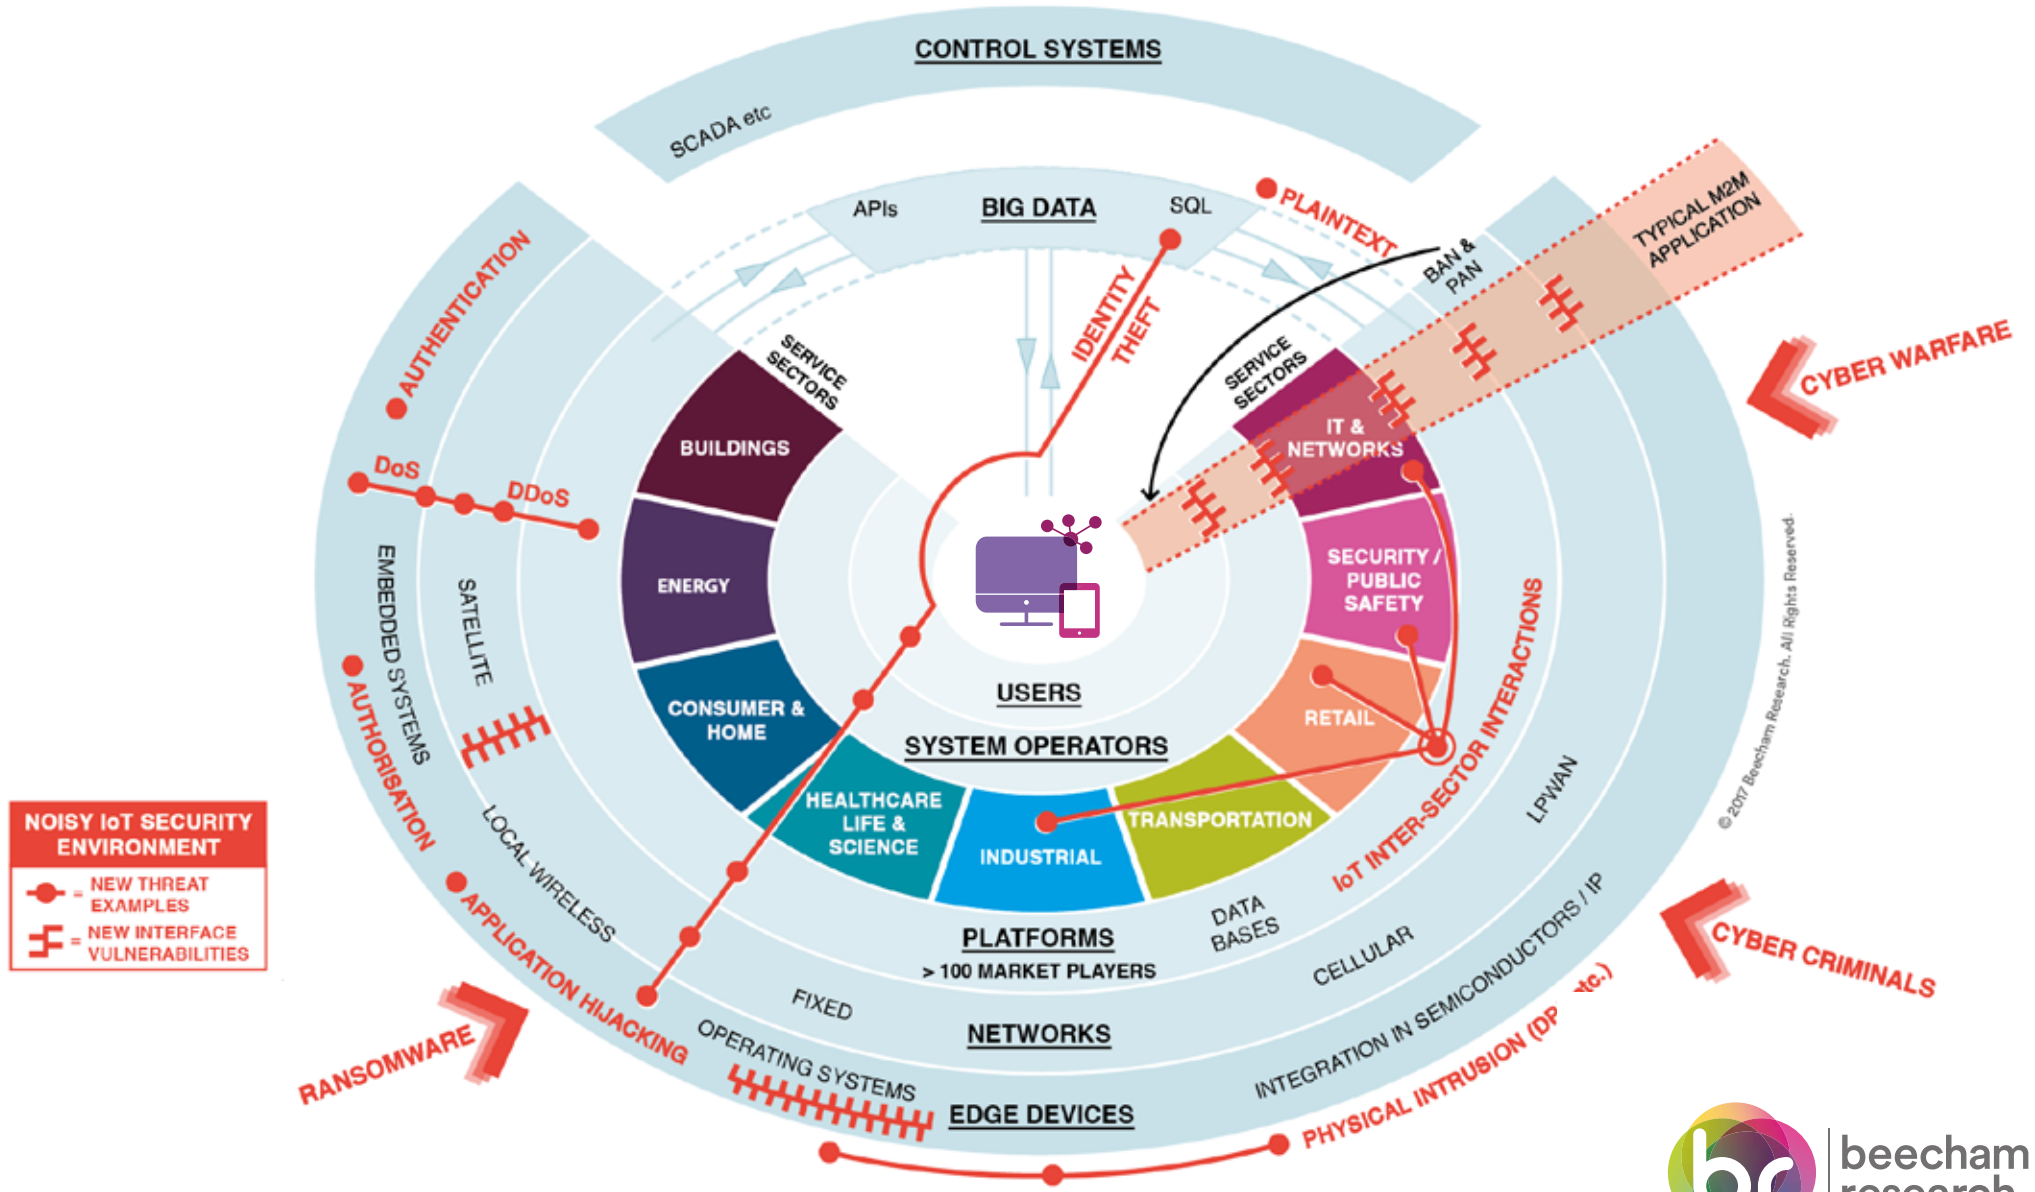 CONTROL SYSTEMS
SCADA etc
APIs
BIG DATA
SQL
PLAINTEXT
BAN &
PAN
TYPICAL M2M
APPLICATION
AUTHENTICATION
IDENTITY
THEFT
SERVICE
SECTORS
SERVICE
SECTORS
CYBER WARFARE
BUILDINGS
IT &
NETWORKS
DoS
DDoS
ENERGY
SECURITY /
PUBLIC
SAFETY
EMBEDDED SYSTEMS
SATELLITE
CONSUMER &
HOME
USERS
RETAIL
SYSTEM OPERATORS
IoT INTER-SECTOR INTERACTIONS
LPWAN
© 2017 Beecham Research. All Rights Reserved.
AUTHORISATION
LOCAL WIRELESS
HEALTHCARE
LIFE &
SCIENCE
INDUSTRIAL
TRANSPORTATION
NOISY IoT SECURITY
ENVIRONMENT
= NEW THREAT
EXAMPLES
= NEW INTERFACE
VULNERABILITIES
DATA
BASES
PLATFORMS
> 100 MARKET PLAYERS
CELLULAR
INTEGRATION IN SEMICONDUCTORS / IP
CYBER CRIMINALS
APPLICATION HIJACKING
FIXED
NETWORKS
RANSOMWARE
OPERATING SYSTEMS
EDGE DEVICES
PHYSICAL INTRUSION (DP etc.)
br
beecham
research